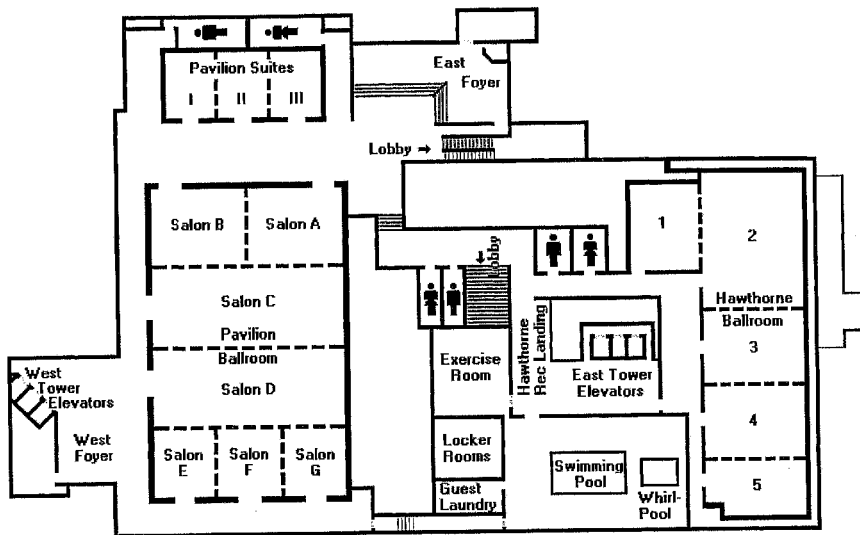 Pavilion Suites
I II III
East
Foyer
Lobby →
Salon B
Salon A
1
2
↓
Lobby
Salon C
Hawthorne
Pavilion
Ballroom
Ballroom
3
West
Tower
Elevators
Salon D
Exercise
Room
Hawthorne
Rec Landing
East Tower
Elevators
4
West
Foyer
Salon
E
Salon
F
Salon
G
Locker
Rooms
Swimming
Pool
Whirl-
Pool
5
Guest
Laundry